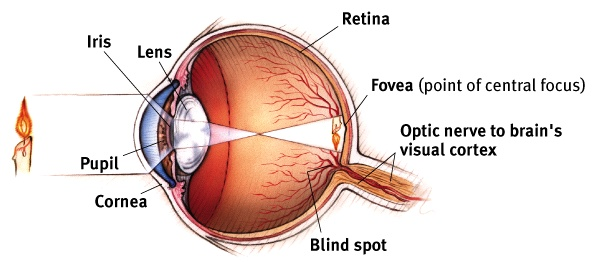 Retina
Iris
Lens
Fovea (point of central focus)
Optic nerve to brain's
visual cortex
Pupil
Cornea
Blind spot